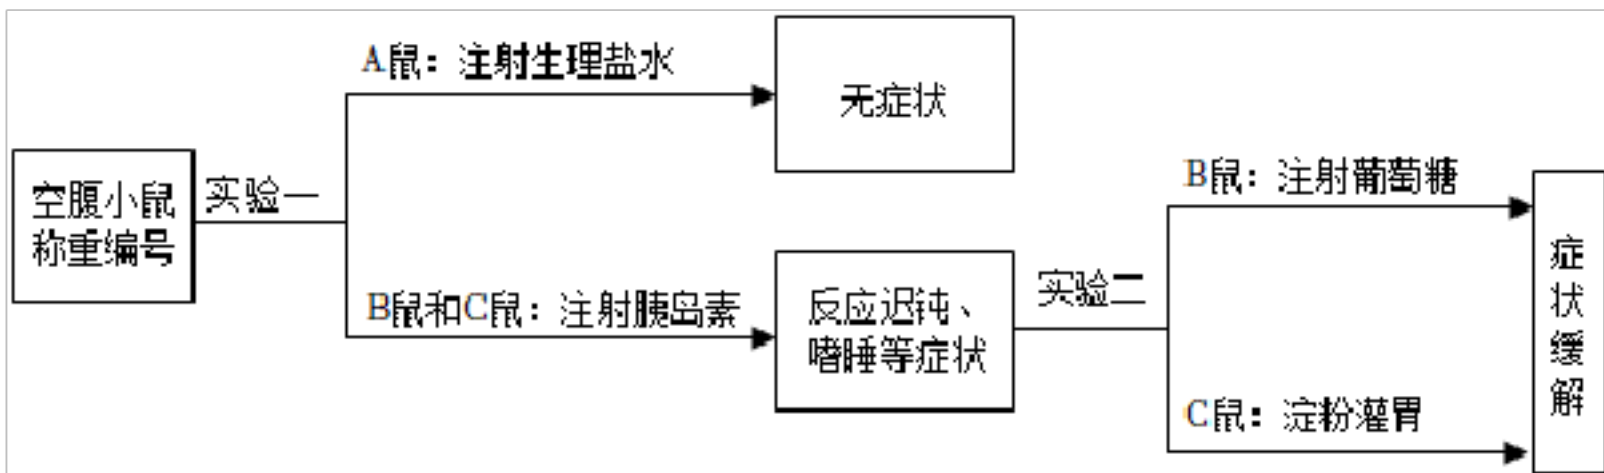 A鼠：注射生理盐水
无症状
空腹小鼠
称重编号
实验一
B鼠和C鼠：注射胰岛素
反应迟钝、
嗜睡等症状
实验二
B鼠：注射葡萄糖
C鼠：淀粉灌胃
症
状
缓
解